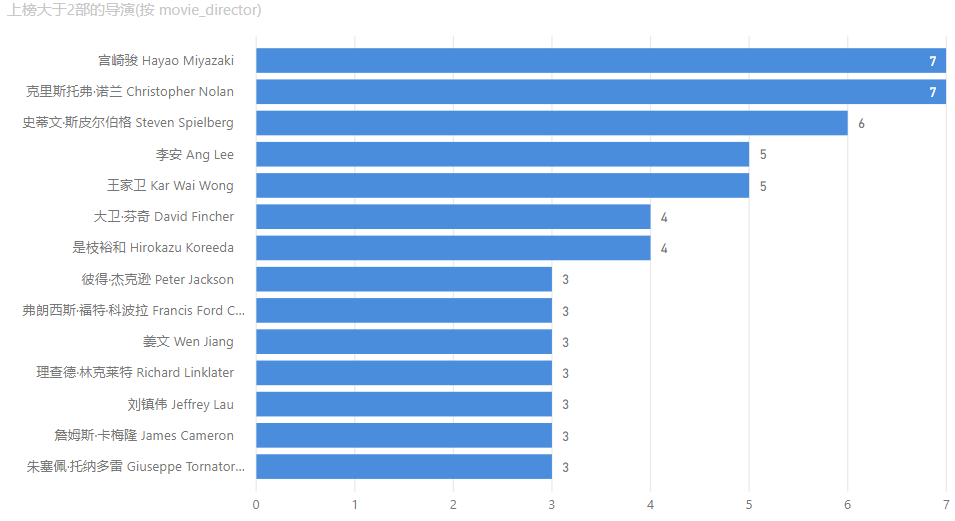 上榜大于2部的导演(按 movie_director)
宫崎骏 Hayao Miyazaki 7
克里斯托弗·诺兰 Christopher Nolan 7
史蒂文·斯皮尔伯格 Steven Spielberg 6
李安 Ang Lee 5
王家卫 Kar Wai Wong 5
大卫·芬奇 David Fincher 4
是枝裕和 Hirokazu Koreeda 4
彼得·杰克逊 Peter Jackson 3
弗朗西斯·福特·科波拉 Francis Ford C... 3
姜文 Wen Jiang 3
理查德·林克莱特 Richard Linklater 3
刘镇伟 Jeffrey Lau 3
詹姆斯·卡梅隆 James Cameron 3
朱塞佩·托纳多雷 Giuseppe Tornator... 3
0 1 2 3 4 5 6 7